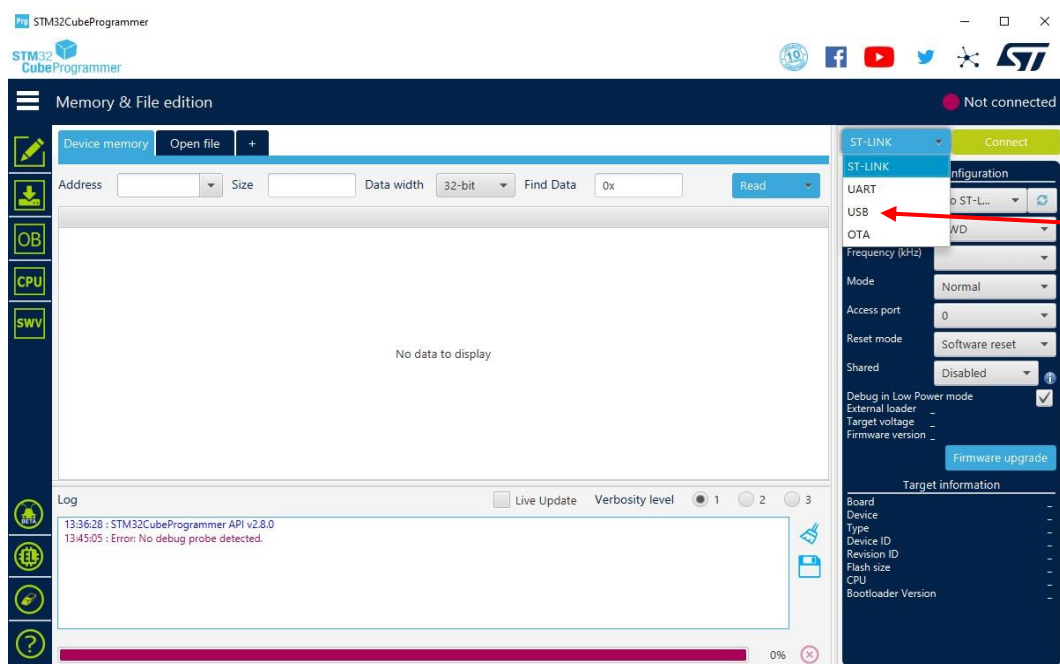 Prg STM32CubeProgrammer
STM32
CubeProgrammer
10
Memory & File edition
Not connected
Device memory Open file +
ST-LINK Connect
Address Size Data width 32-bit Find Data 0x Read
ST-LINK
UART
USB
OTA
nfiguration
o ST-L...
WD
Frequency (kHz)
Mode Normal
Access port 0
Reset mode Software reset
Shared Disabled
Debug in Low Power mode
External loader _
Target voltage _
Firmware version _
Firmware upgrade
OB
CPU
SWV
No data to display
Target information
Board _
Device _
Type _
Device ID _
Revision ID _
Flash size _
CPU _
Bootloader Version _
Log Live Update Verbosity level 1 2 3
13:36:28 : STM32CubeProgrammer API v2.8.0
13:45:05 : Error: No debug probe detected.
BETA
?
0%